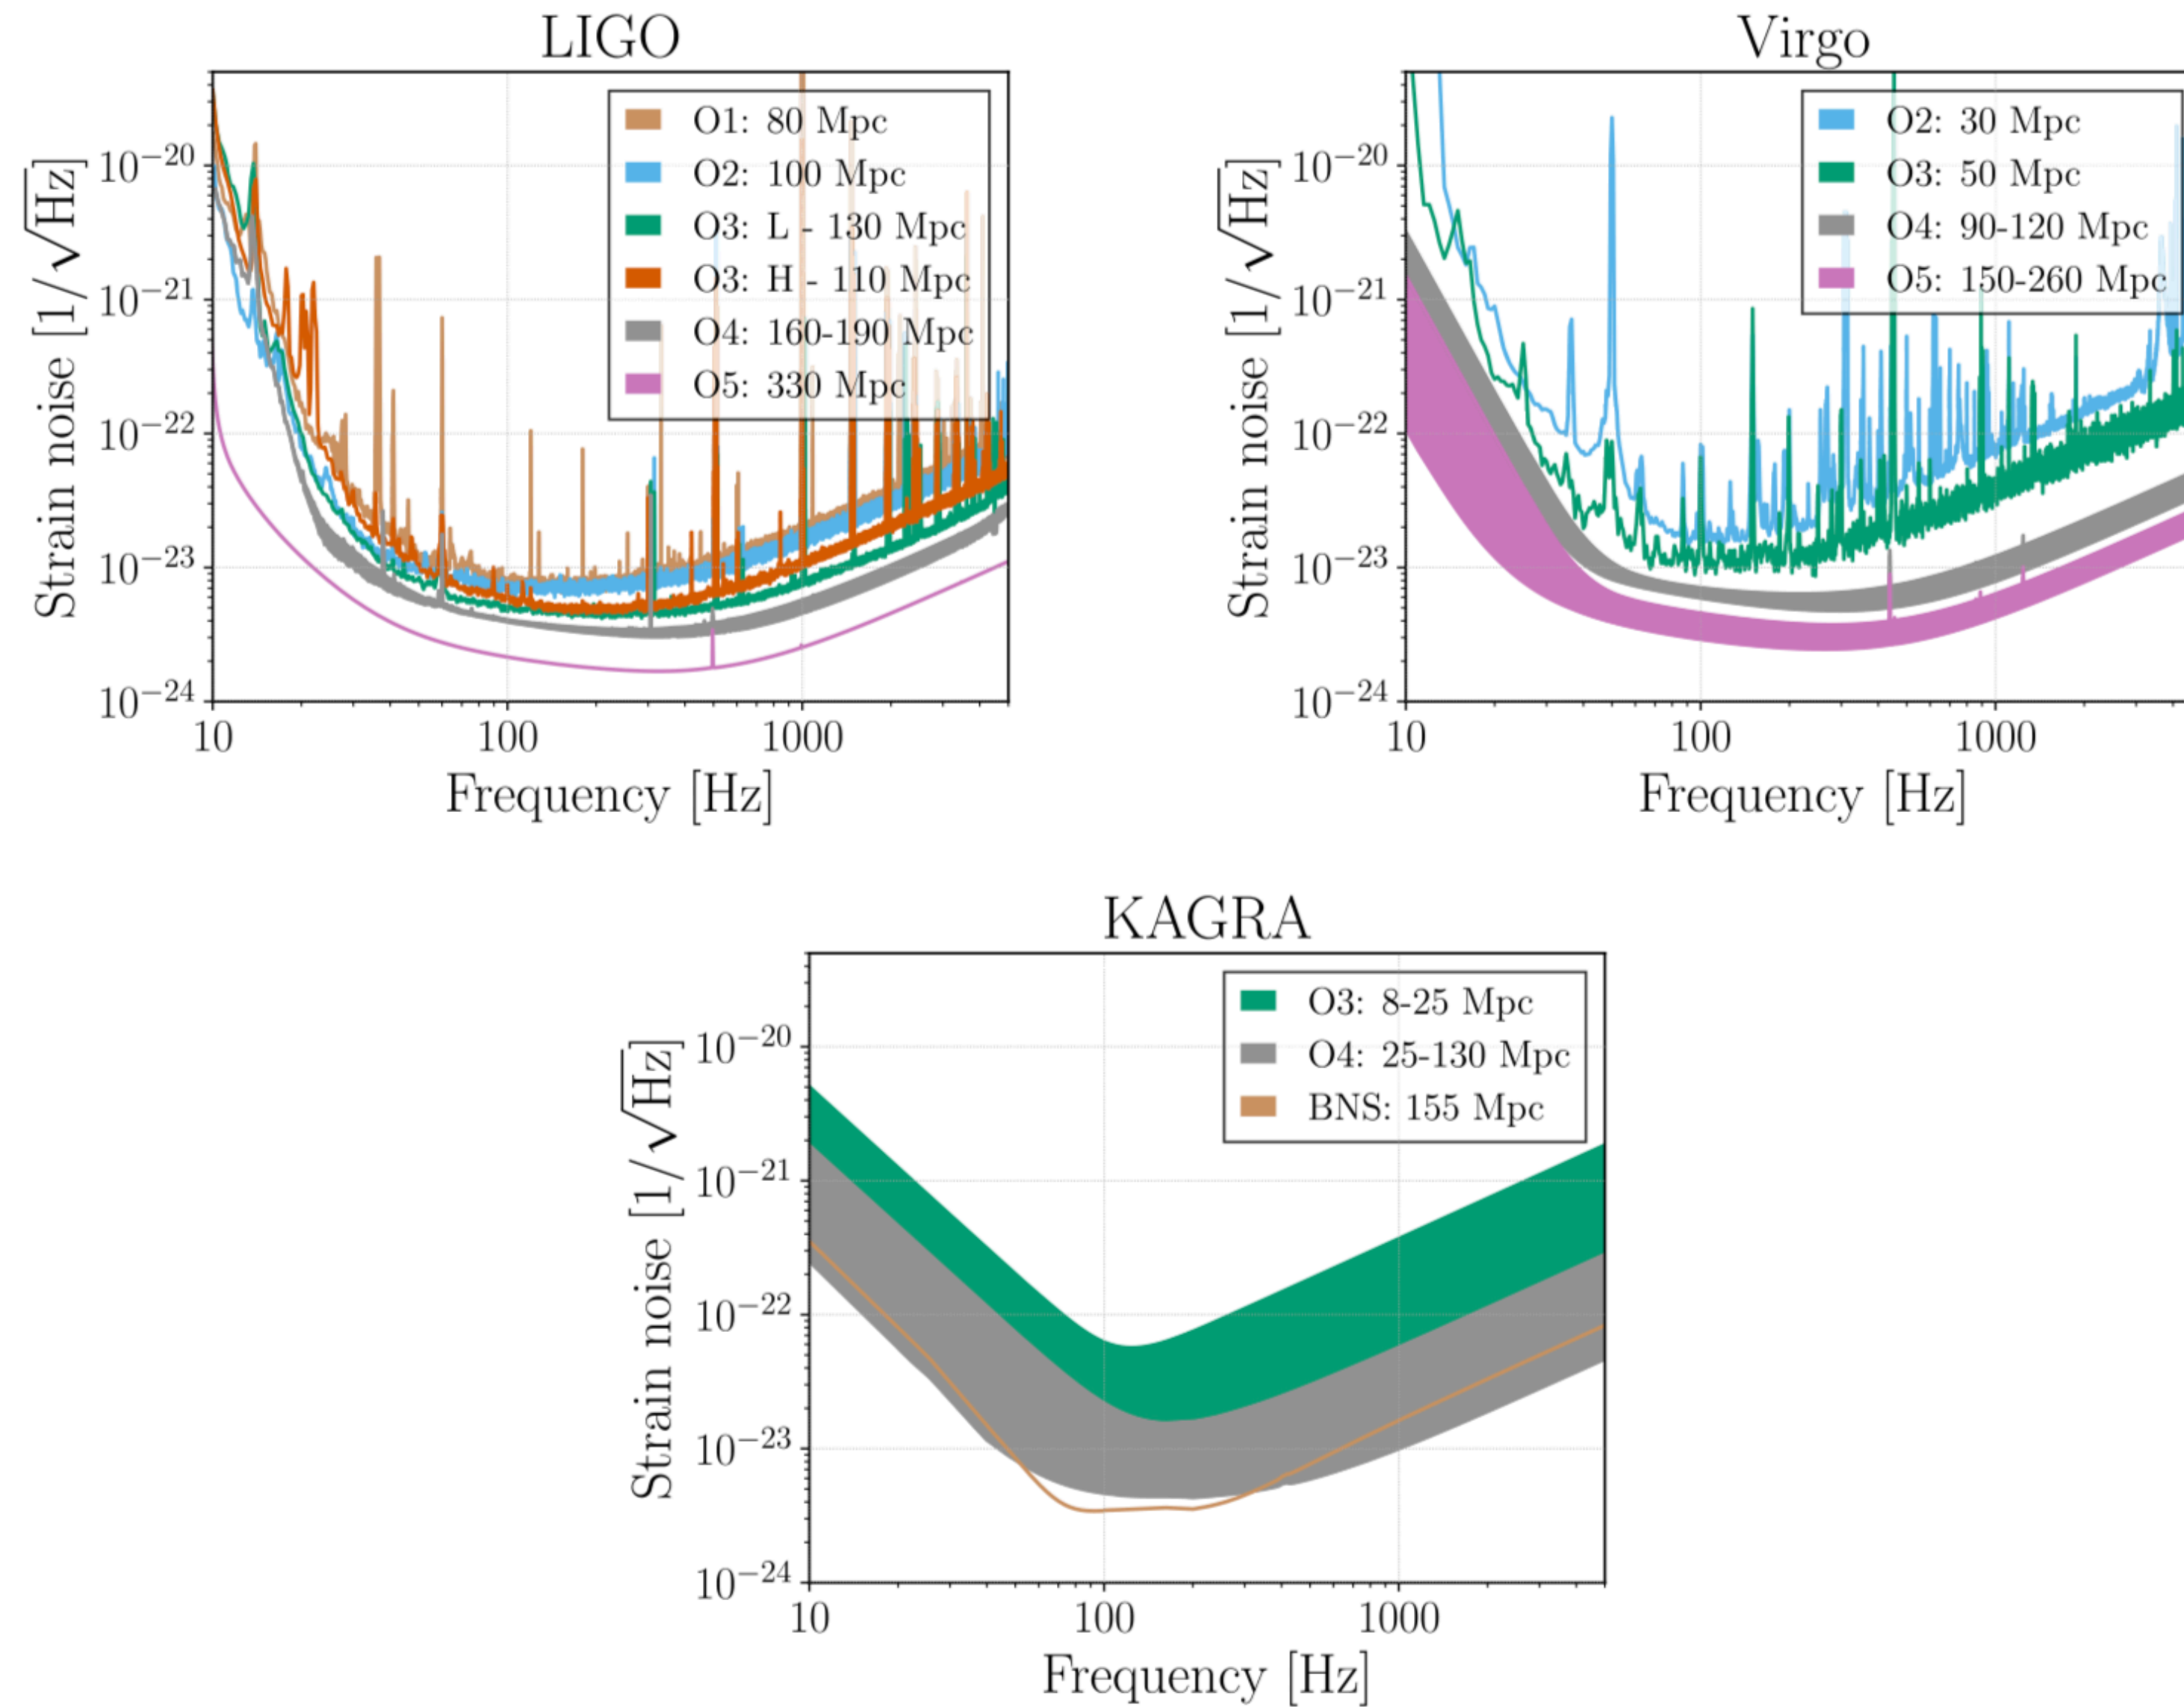 LIGO
Strain noise [1/√Hz]
10⁻²⁰
10⁻²¹
10⁻²²
10⁻²³
10⁻²⁴
O1: 80 Mpc
O2: 100 Mpc
O3: L - 130 Mpc
O3: H - 110 Mpc
O4: 160-190 Mpc
O5: 330 Mpc
10 100 1000
Frequency [Hz]
Virgo
Strain noise [1/√Hz]
10⁻²⁰
10⁻²¹
10⁻²²
10⁻²³
10⁻²⁴
O2: 30 Mpc
O3: 50 Mpc
O4: 90-120 Mpc
O5: 150-260 Mpc
10 100 1000
Frequency [Hz]
KAGRA
Strain noise [1/√Hz]
10⁻²⁰
10⁻²¹
10⁻²²
10⁻²³
10⁻²⁴
O3: 8-25 Mpc
O4: 25-130 Mpc
BNS: 155 Mpc
10 100 1000
Frequency [Hz]